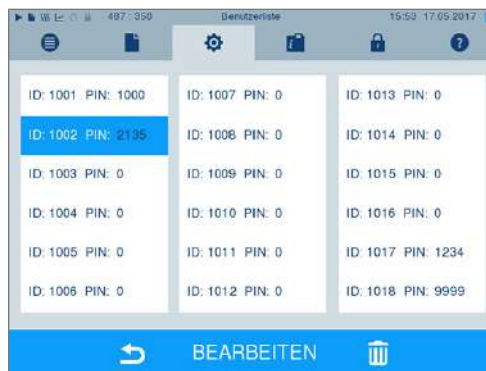 487 : 350 Benutzerliste 15:53 17.05.2017
ID: 1001 PIN: 1000
ID: 1002 PIN: 2135
ID: 1003 PIN: 0
ID: 1004 PIN: 0
ID: 1005 PIN: 0
ID: 1006 PIN: 0
ID: 1007 PIN: 0
ID: 1008 PIN: 0
ID: 1009 PIN: 0
ID: 1010 PIN: 0
ID: 1011 PIN: 0
ID: 1012 PIN: 0
ID: 1013 PIN: 0
ID: 1014 PIN: 0
ID: 1015 PIN: 0
ID: 1016 PIN: 0
ID: 1017 PIN: 1234
ID: 1018 PIN: 9999
BEARBEITEN